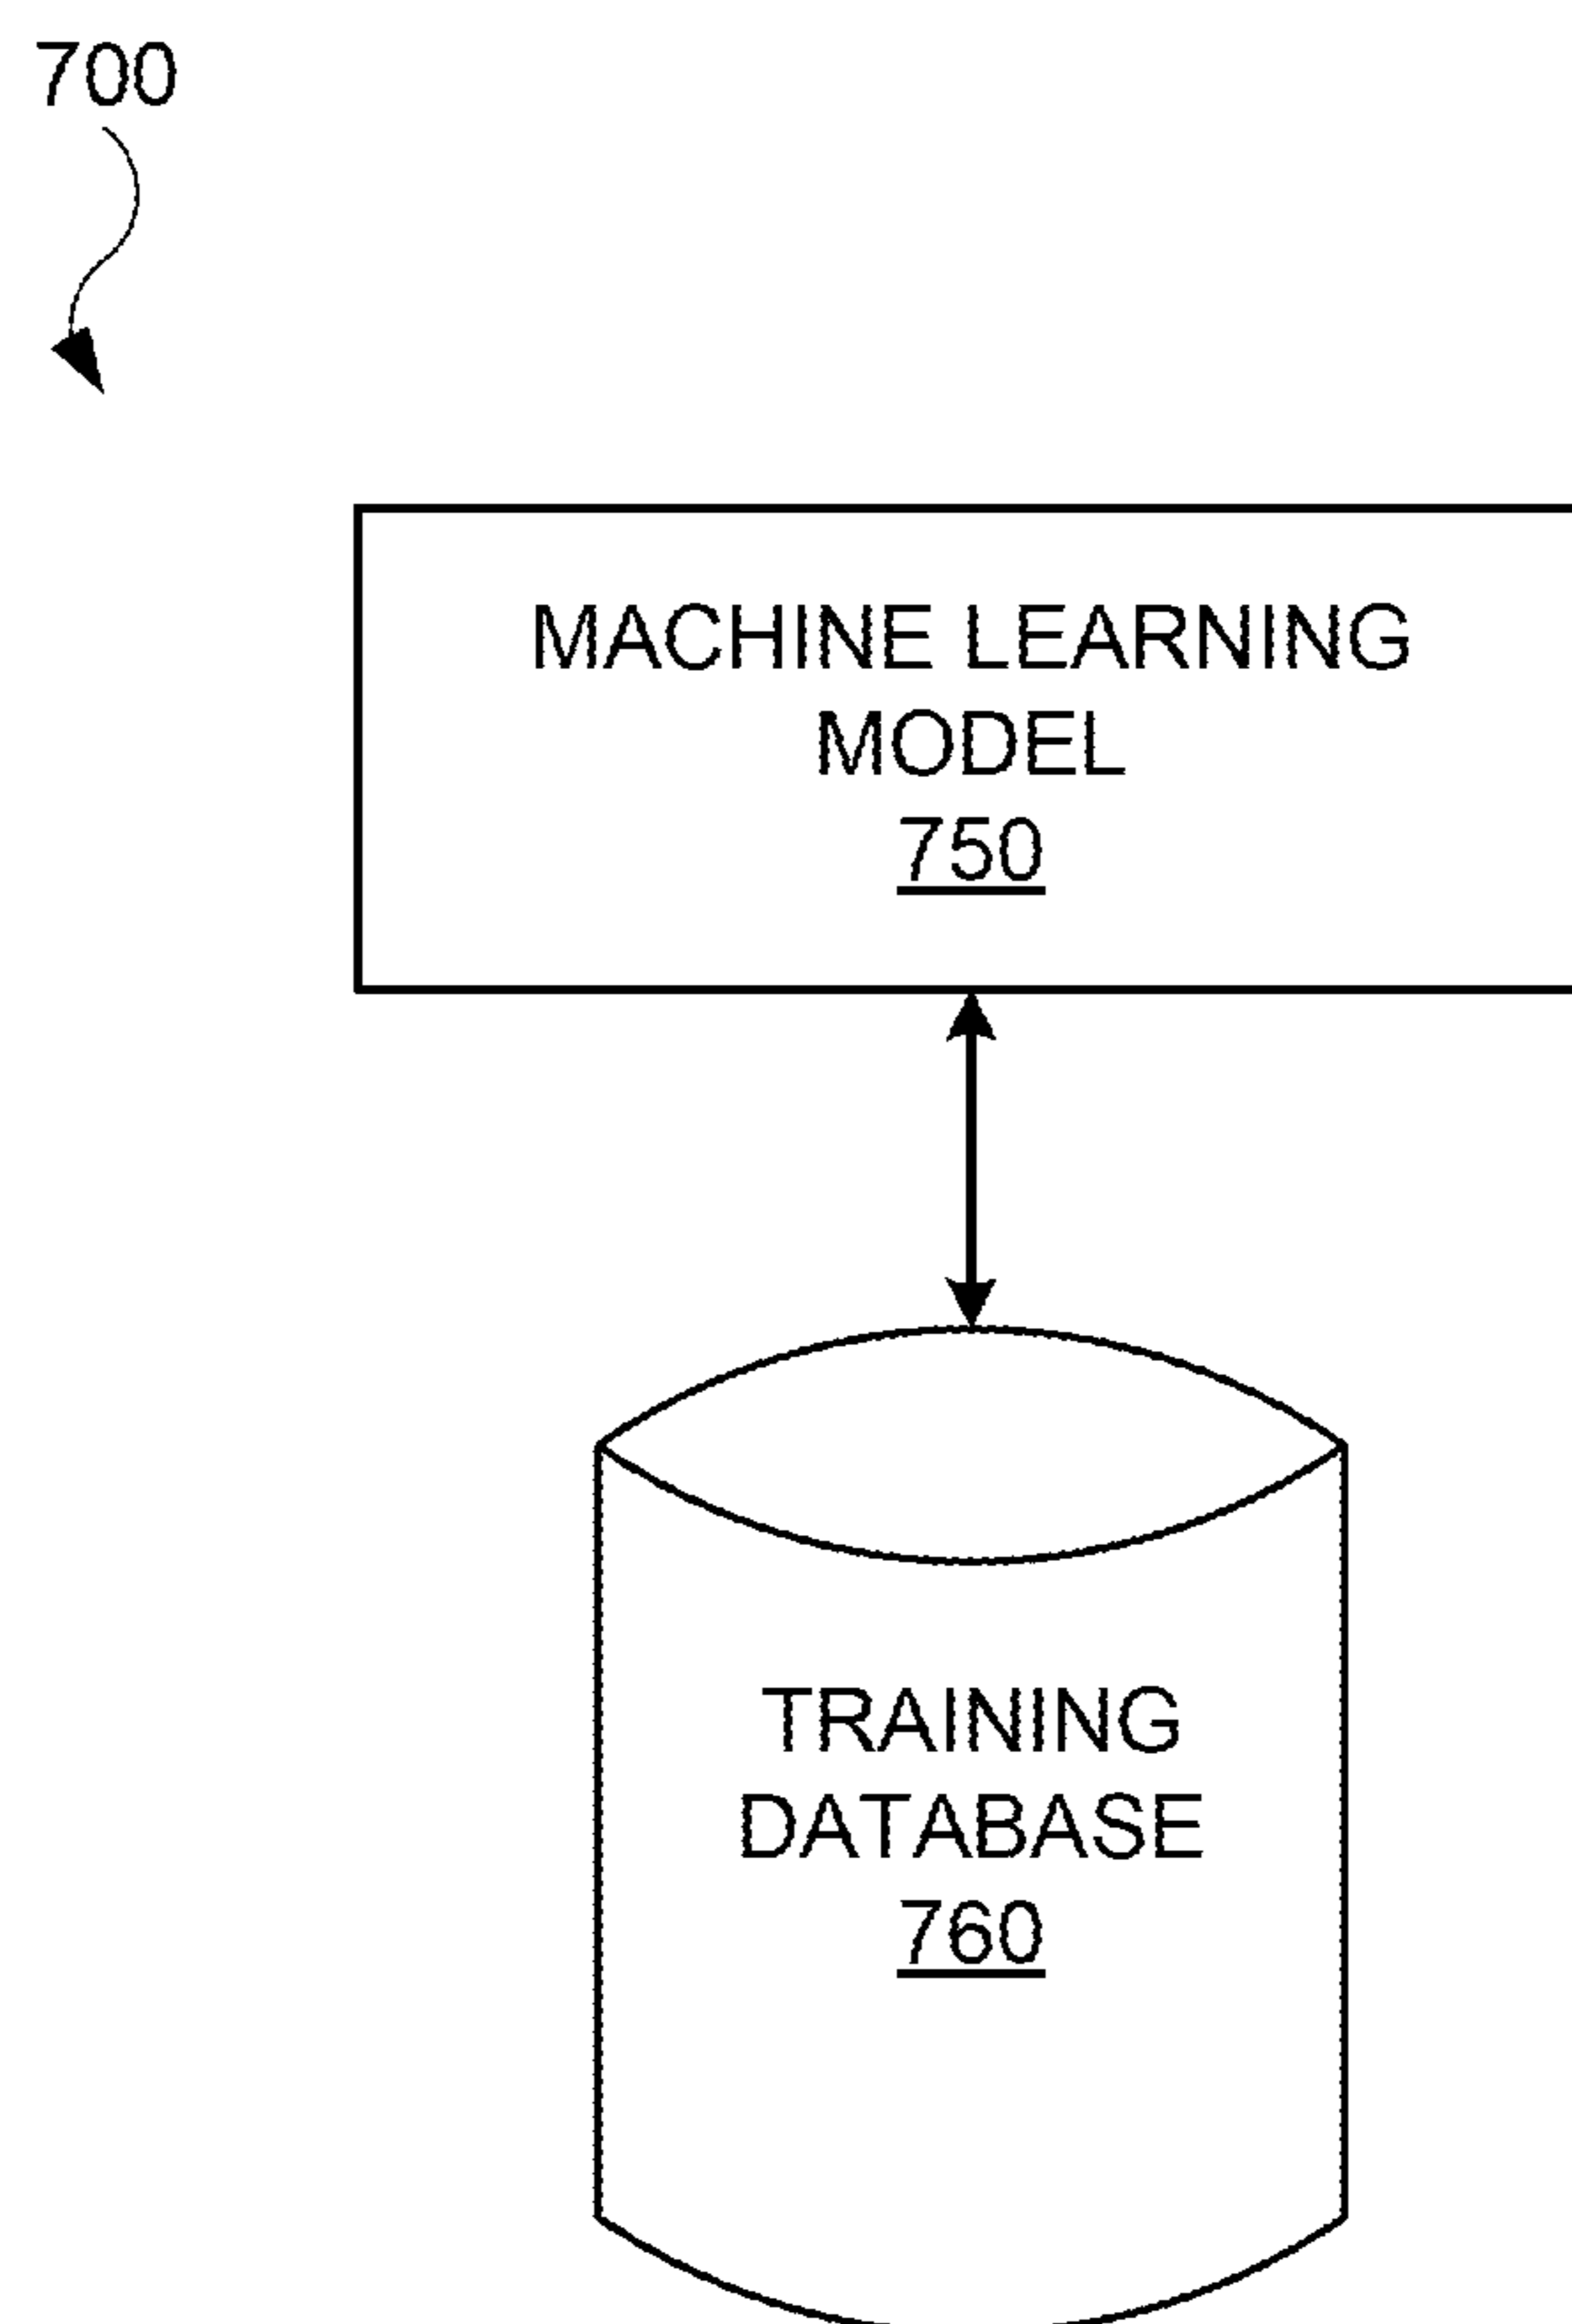 700
MACHINE LEARNING
MODEL
750
TRAINING
DATABASE
760